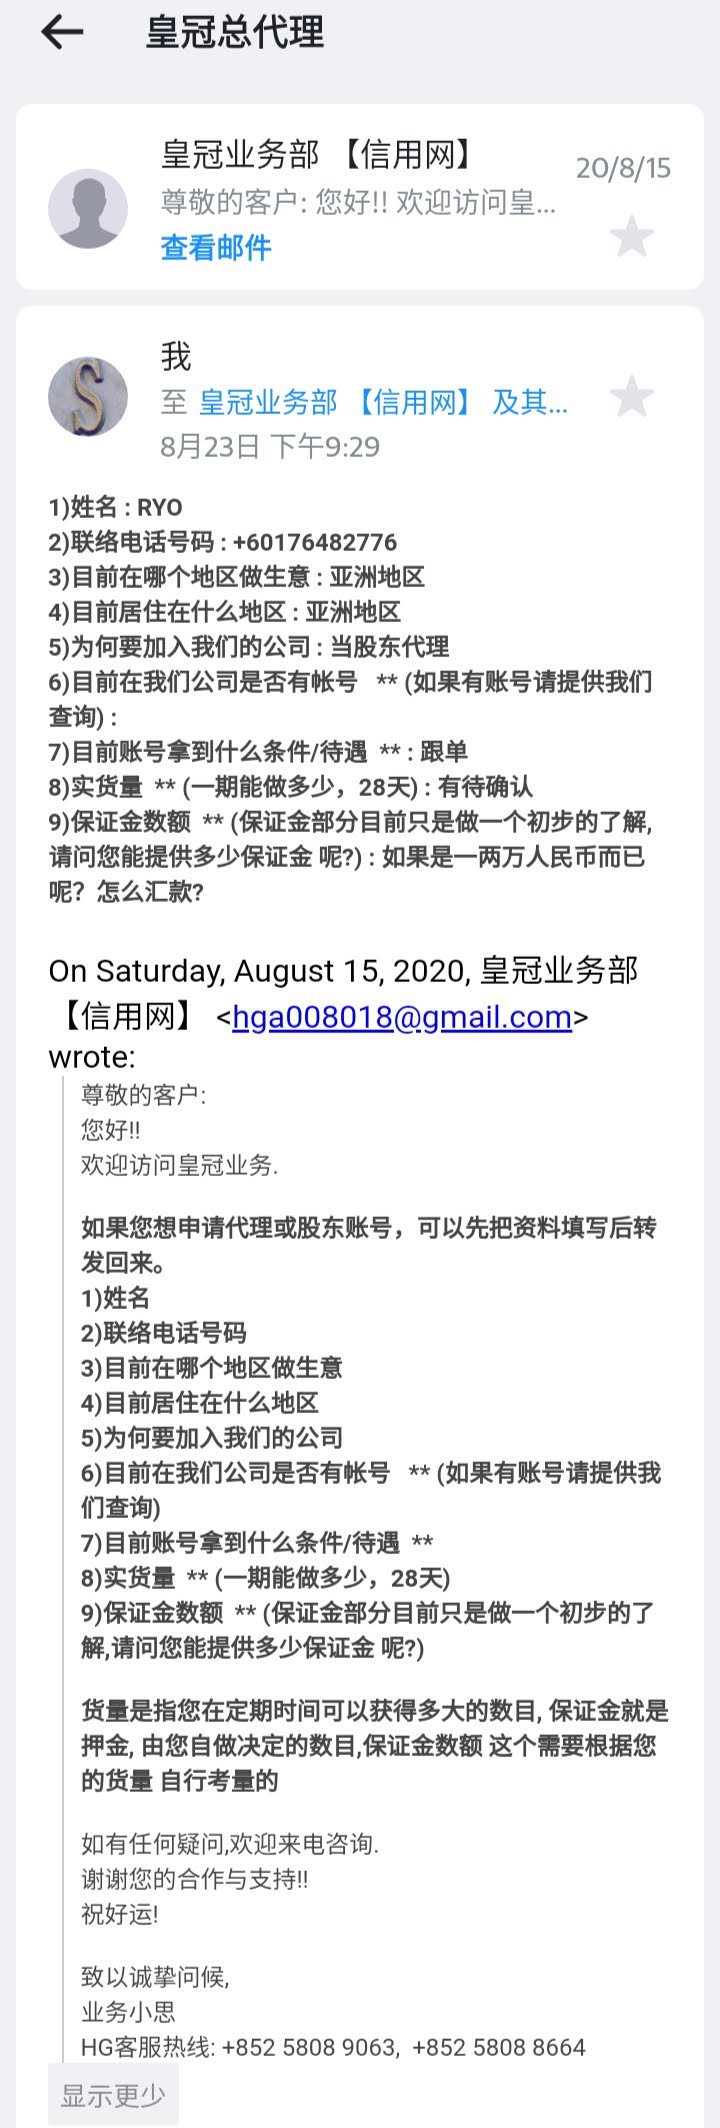 皇冠总代理
皇冠业务部 【信用网】
20/8/15
尊敬的客户: 您好!! 欢迎访问皇...
查看邮件
S
我
至 皇冠业务部 【信用网】 及其...
8月23日 下午9:29
1)姓名 : RYO
2)联络电话号码 : +60176482776
3)目前在哪个地区做生意 : 亚洲地区
4)目前居住在什么地区 : 亚洲地区
5)为何要加入我们的公司 : 当股东代理
6)目前在我们公司是否有帐号 ** (如果有账号请提供我们
查询) :
7)目前账号拿到什么条件/待遇 ** : 跟单
8)实货量 ** (一期能做多少，28天) : 有待确认
9)保证金数额 ** (保证金部分目前只是做一个初步的了解,
请问您能提供多少保证金 呢?) : 如果是一两万人民币而已
呢？怎么汇款?
On Saturday, August 15, 2020, 皇冠业务部
【信用网】 <hga008018@gmail.com>
wrote:
尊敬的客户:
您好!!
欢迎访问皇冠业务.
如果您想申请代理或股东账号，可以先把资料填写后转
发回来。
1)姓名
2)联络电话号码
3)目前在哪个地区做生意
4)目前居住在什么地区
5)为何要加入我们的公司
6)目前在我们公司是否有帐号 ** (如果有账号请提供我
们查询)
7)目前账号拿到什么条件/待遇 **
8)实货量 ** (一期能做多少，28天)
9)保证金数额 ** (保证金部分目前只是做一个初步的了
解,请问您能提供多少保证金 呢?)
货量是指您在定期时间可以获得多大的数目, 保证金就是
押金, 由您自做决定的数目,保证金数额 这个需要根据您
的货量 自行考量的
如有任何疑问,欢迎来电咨询.
谢谢您的合作与支持!!
祝好运!
致以诚挚问候,
业务小思
HG客服热线: +852 5808 9063, +852 5808 8664
显示更少